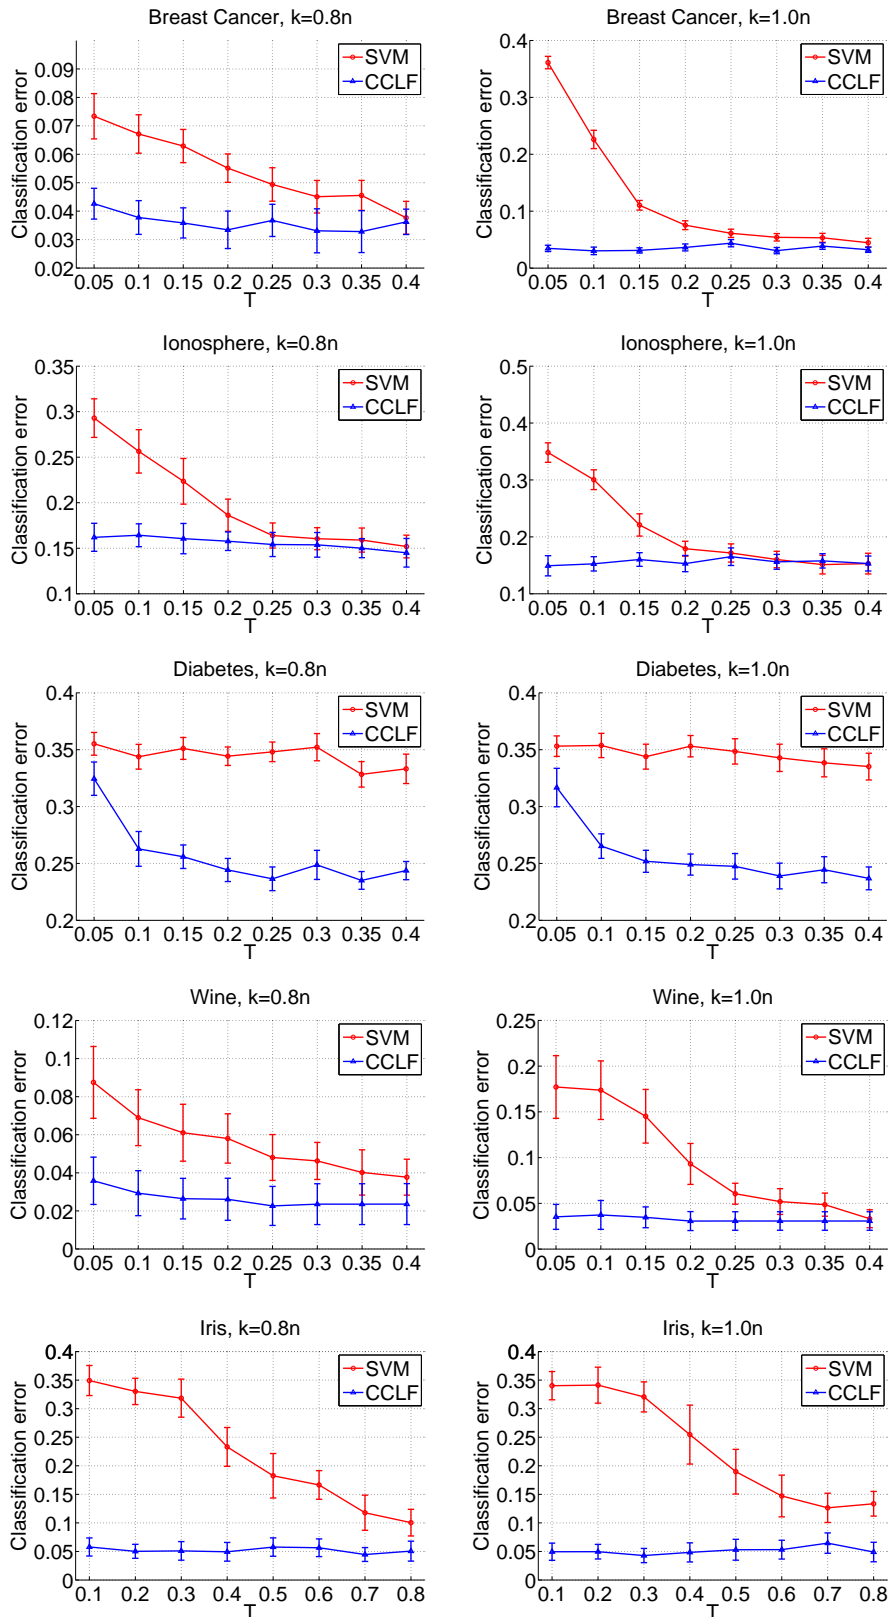 Breast Cancer, k=0.8n
Classification error
0.09
0.08
0.07
0.06
0.05
0.04
0.03
0.02
SVM
CCLF
0.05 0.1 0.15 0.2 0.25 0.3 0.35 0.4
T
Breast Cancer, k=1.0n
Classification error
0.4
0.3
0.2
0.1
0
SVM
CCLF
0.05 0.1 0.15 0.2 0.25 0.3 0.35 0.4
T
Ionosphere, k=0.8n
Classification error
0.35
0.3
0.25
0.2
0.15
0.1
SVM
CCLF
0.05 0.1 0.15 0.2 0.25 0.3 0.35 0.4
T
Ionosphere, k=1.0n
Classification error
0.5
0.4
0.3
0.2
0.1
SVM
CCLF
0.05 0.1 0.15 0.2 0.25 0.3 0.35 0.4
T
Diabetes, k=0.8n
Classification error
0.4
0.35
0.3
0.25
0.2
SVM
CCLF
0.05 0.1 0.15 0.2 0.25 0.3 0.35 0.4
T
Diabetes, k=1.0n
Classification error
0.4
0.35
0.3
0.25
0.2
SVM
CCLF
0.05 0.1 0.15 0.2 0.25 0.3 0.35 0.4
T
Wine, k=0.8n
Classification error
0.12
0.1
0.08
0.06
0.04
0.02
0
SVM
CCLF
0.05 0.1 0.15 0.2 0.25 0.3 0.35 0.4
T
Wine, k=1.0n
Classification error
0.25
0.2
0.15
0.1
0.05
0
SVM
CCLF
0.05 0.1 0.15 0.2 0.25 0.3 0.35 0.4
T
Iris, k=0.8n
Classification error
0.4
0.35
0.3
0.25
0.2
0.15
0.1
0.05
0
SVM
CCLF
0.1 0.2 0.3 0.4 0.5 0.6 0.7 0.8
T
Iris, k=1.0n
Classification error
0.4
0.35
0.3
0.25
0.2
0.15
0.1
0.05
0
SVM
CCLF
0.1 0.2 0.3 0.4 0.5 0.6 0.7 0.8
T